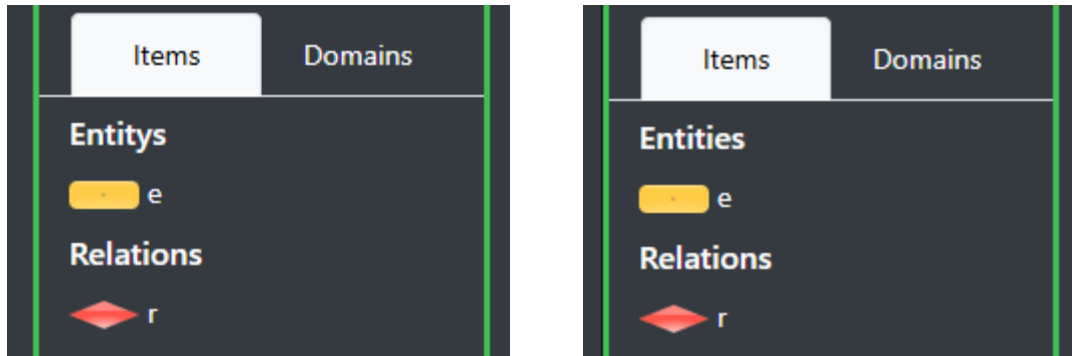 Items Domains
Entitys
e
Relations
r
Items Domains
Entities
e
Relations
r